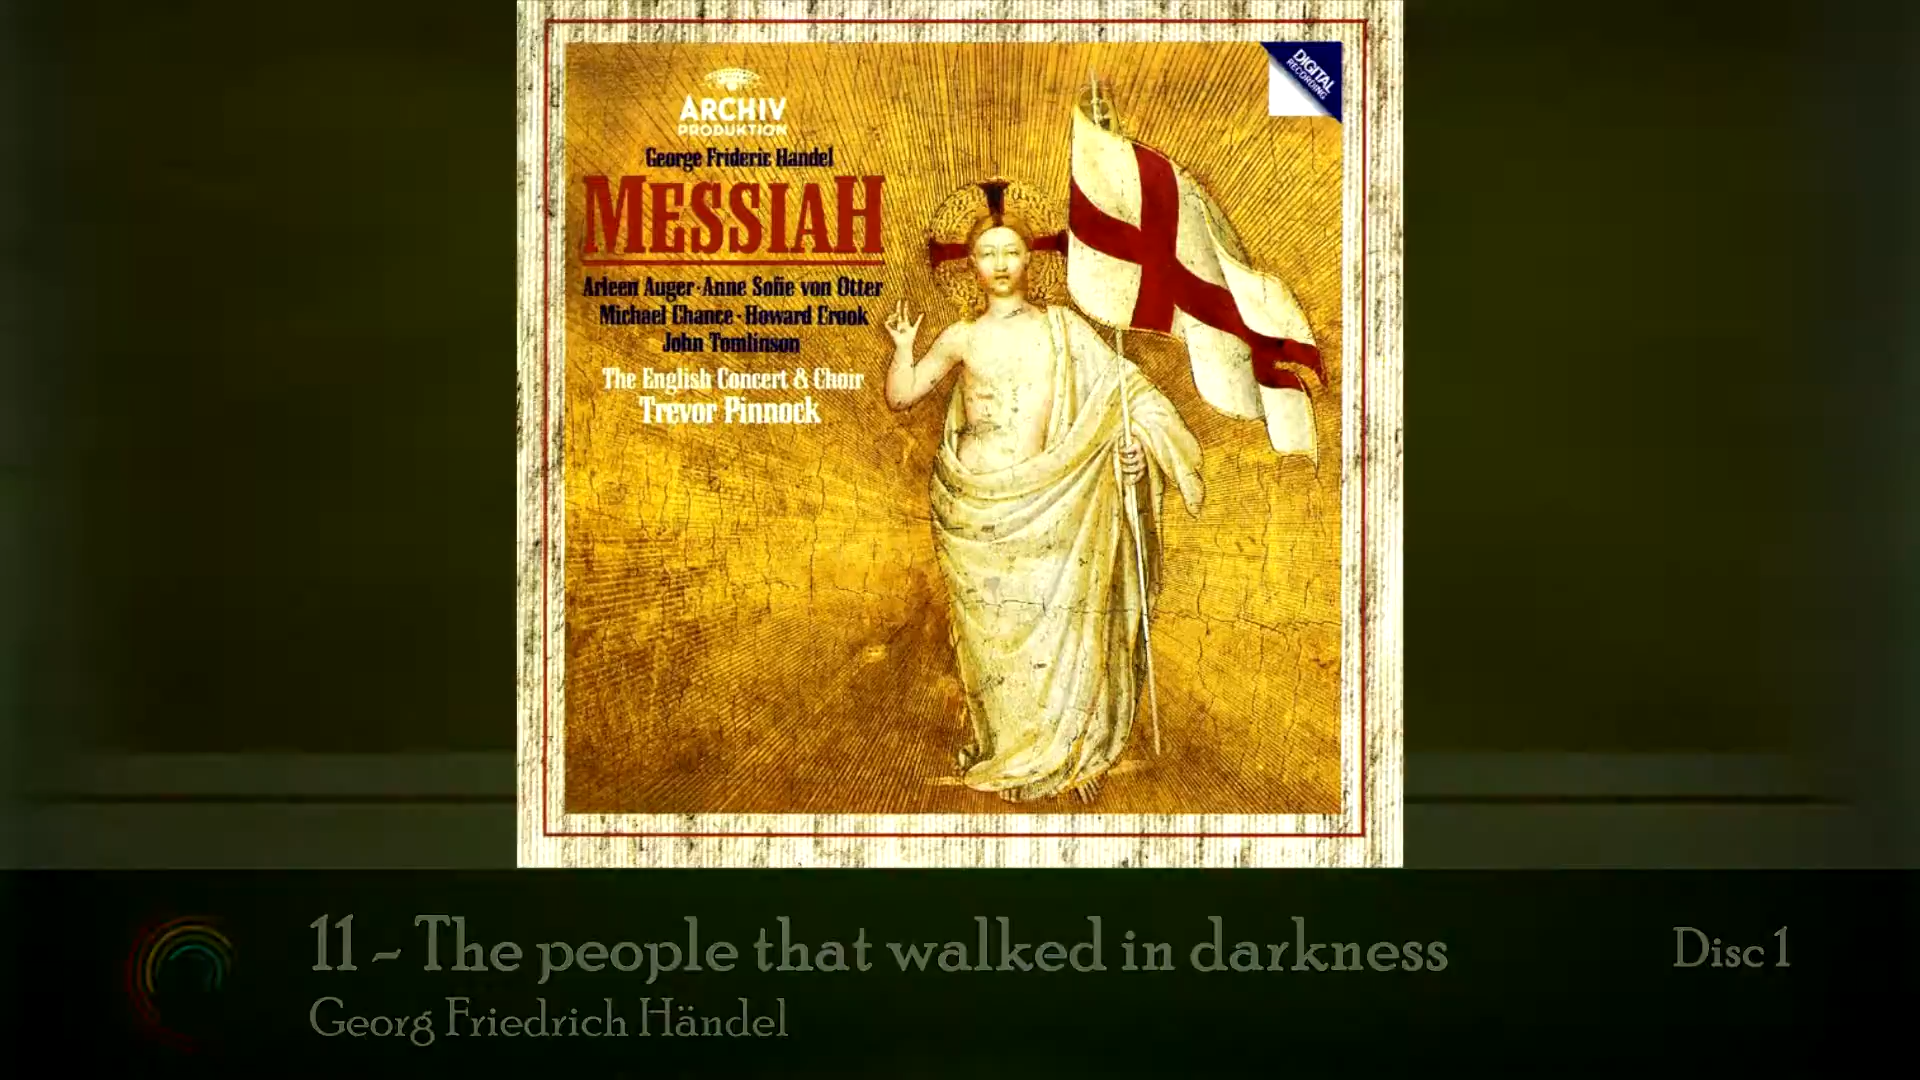 DIGITAL
RECORDING
ARCHIV
PRODUKTION
George Frideric Handel
MESSIAH
Arleen Auger · Anne Sofie von Otter
Michael Chance · Howard Crook
John Tomlinson
The English Concert & Choir
Trevor Pinnock
11 - The people that walked in darkness
Disc 1
Georg Friedrich Händel